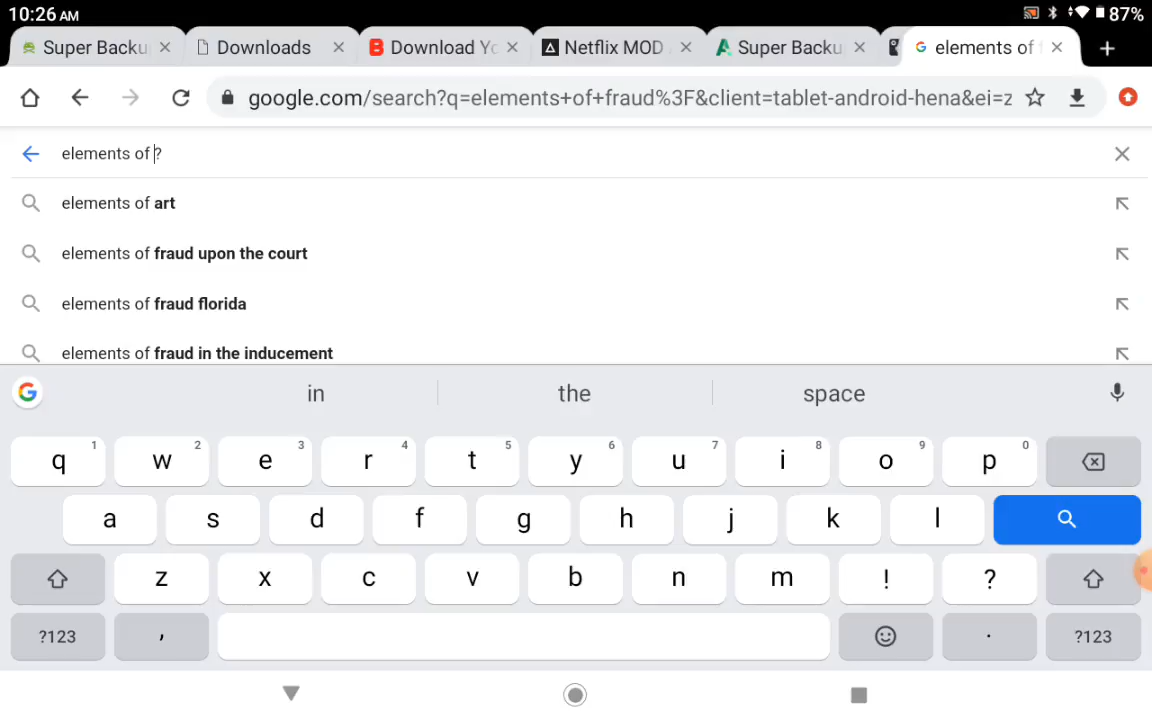 10:26 AM 87%
Super Backu Downloads Download Yo Netflix MOD Super Backu elements of f
google.com/search?q=elements+of+fraud%3F&client=tablet-android-hena&ei=z
elements of ?
elements of art
elements of fraud upon the court
elements of fraud florida
elements of fraud in the inducement
in the space
q 1 w 2 e 3 r 4 t 5 y 6 u 7 i 8 o 9 p 0
a s d f g h j k l
z x c v b n m ! ?
?123 , . ?123